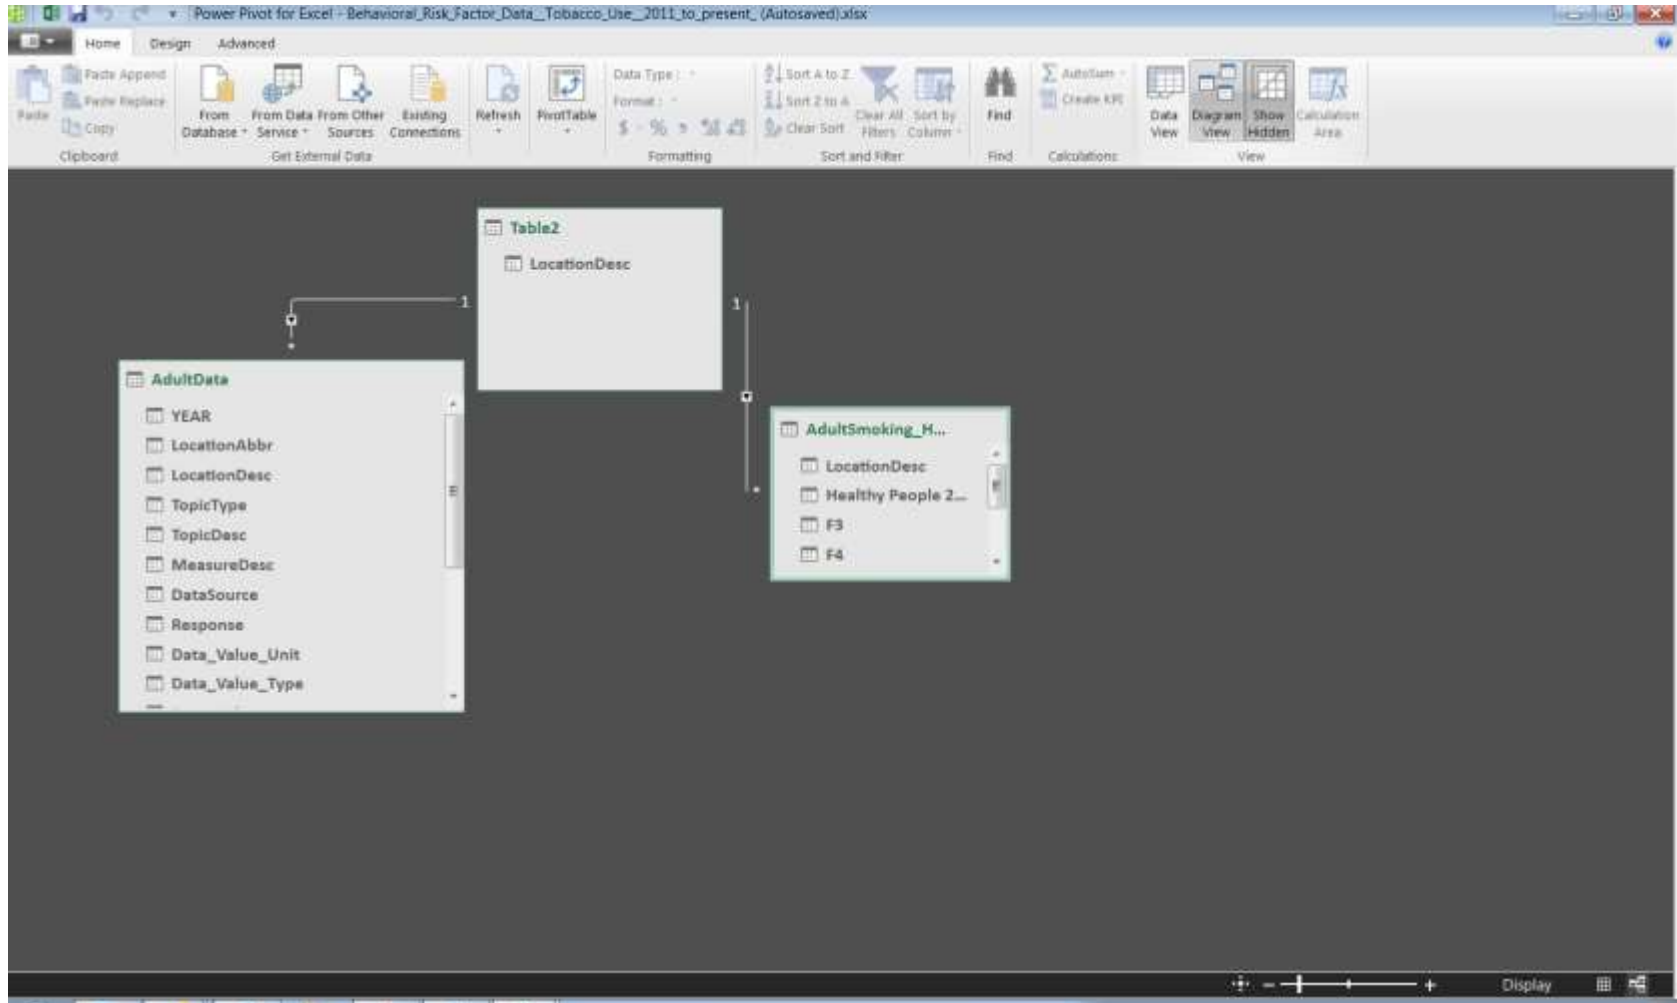 Power Pivot for Excel - Behavioral_Risk_Factor_Data__Tobacco_Use__2011_to_present_ (Autosaved).xlsx
Home Design Advanced
Paste
Paste Append
Paste Replace
Copy
Clipboard
From Database
From Data Service
From Other Sources
Existing Connections
Get External Data
Refresh
PivotTable
Data Type :
Format :
$ %
Formatting
Sort A to Z
Sort Z to A
Clear Sort
Clear All Filters
Sort by Column
Sort and Filter
Find
Find
AutoSum
Create KPI
Calculations
Data View
Diagram View
Show Hidden
Calculation Area
View
Table2
LocationDesc
1
1
*
*
AdultData
YEAR
LocationAbbr
LocationDesc
TopicType
TopicDesc
MeasureDesc
DataSource
Response
Data_Value_Unit
Data_Value_Type
AdultSmoking_H...
LocationDesc
Healthy People 2...
F3
F4
Display